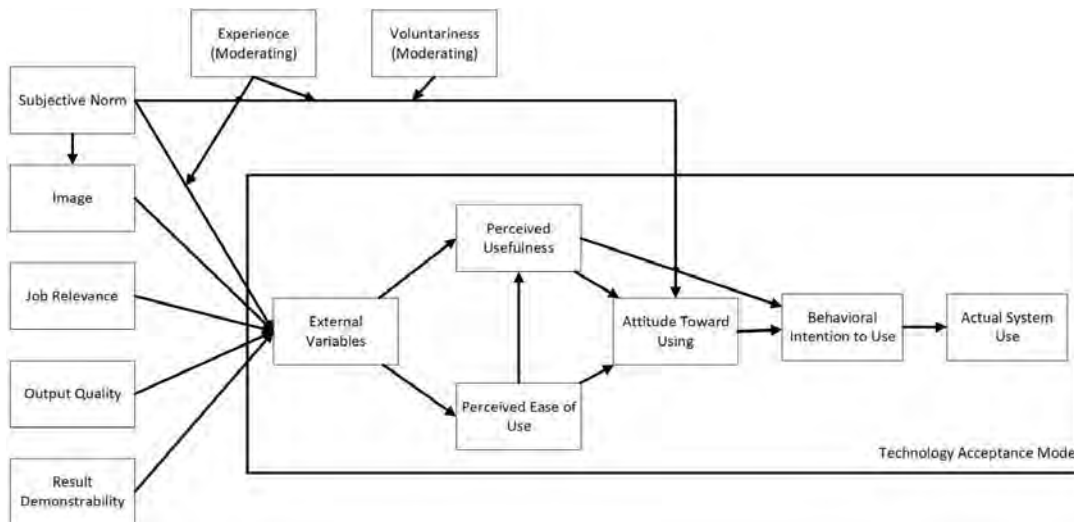 Experience
(Moderating)
Voluntariness
(Moderating)
Subjective Norm
Image
Job Relevance
Output Quality
Result
Demonstrability
External
Variables
Perceived
Usefulness
Perceived Ease of
Use
Attitude Toward
Using
Behavioral
Intention to Use
Actual System
Use
Technology Acceptance Mode